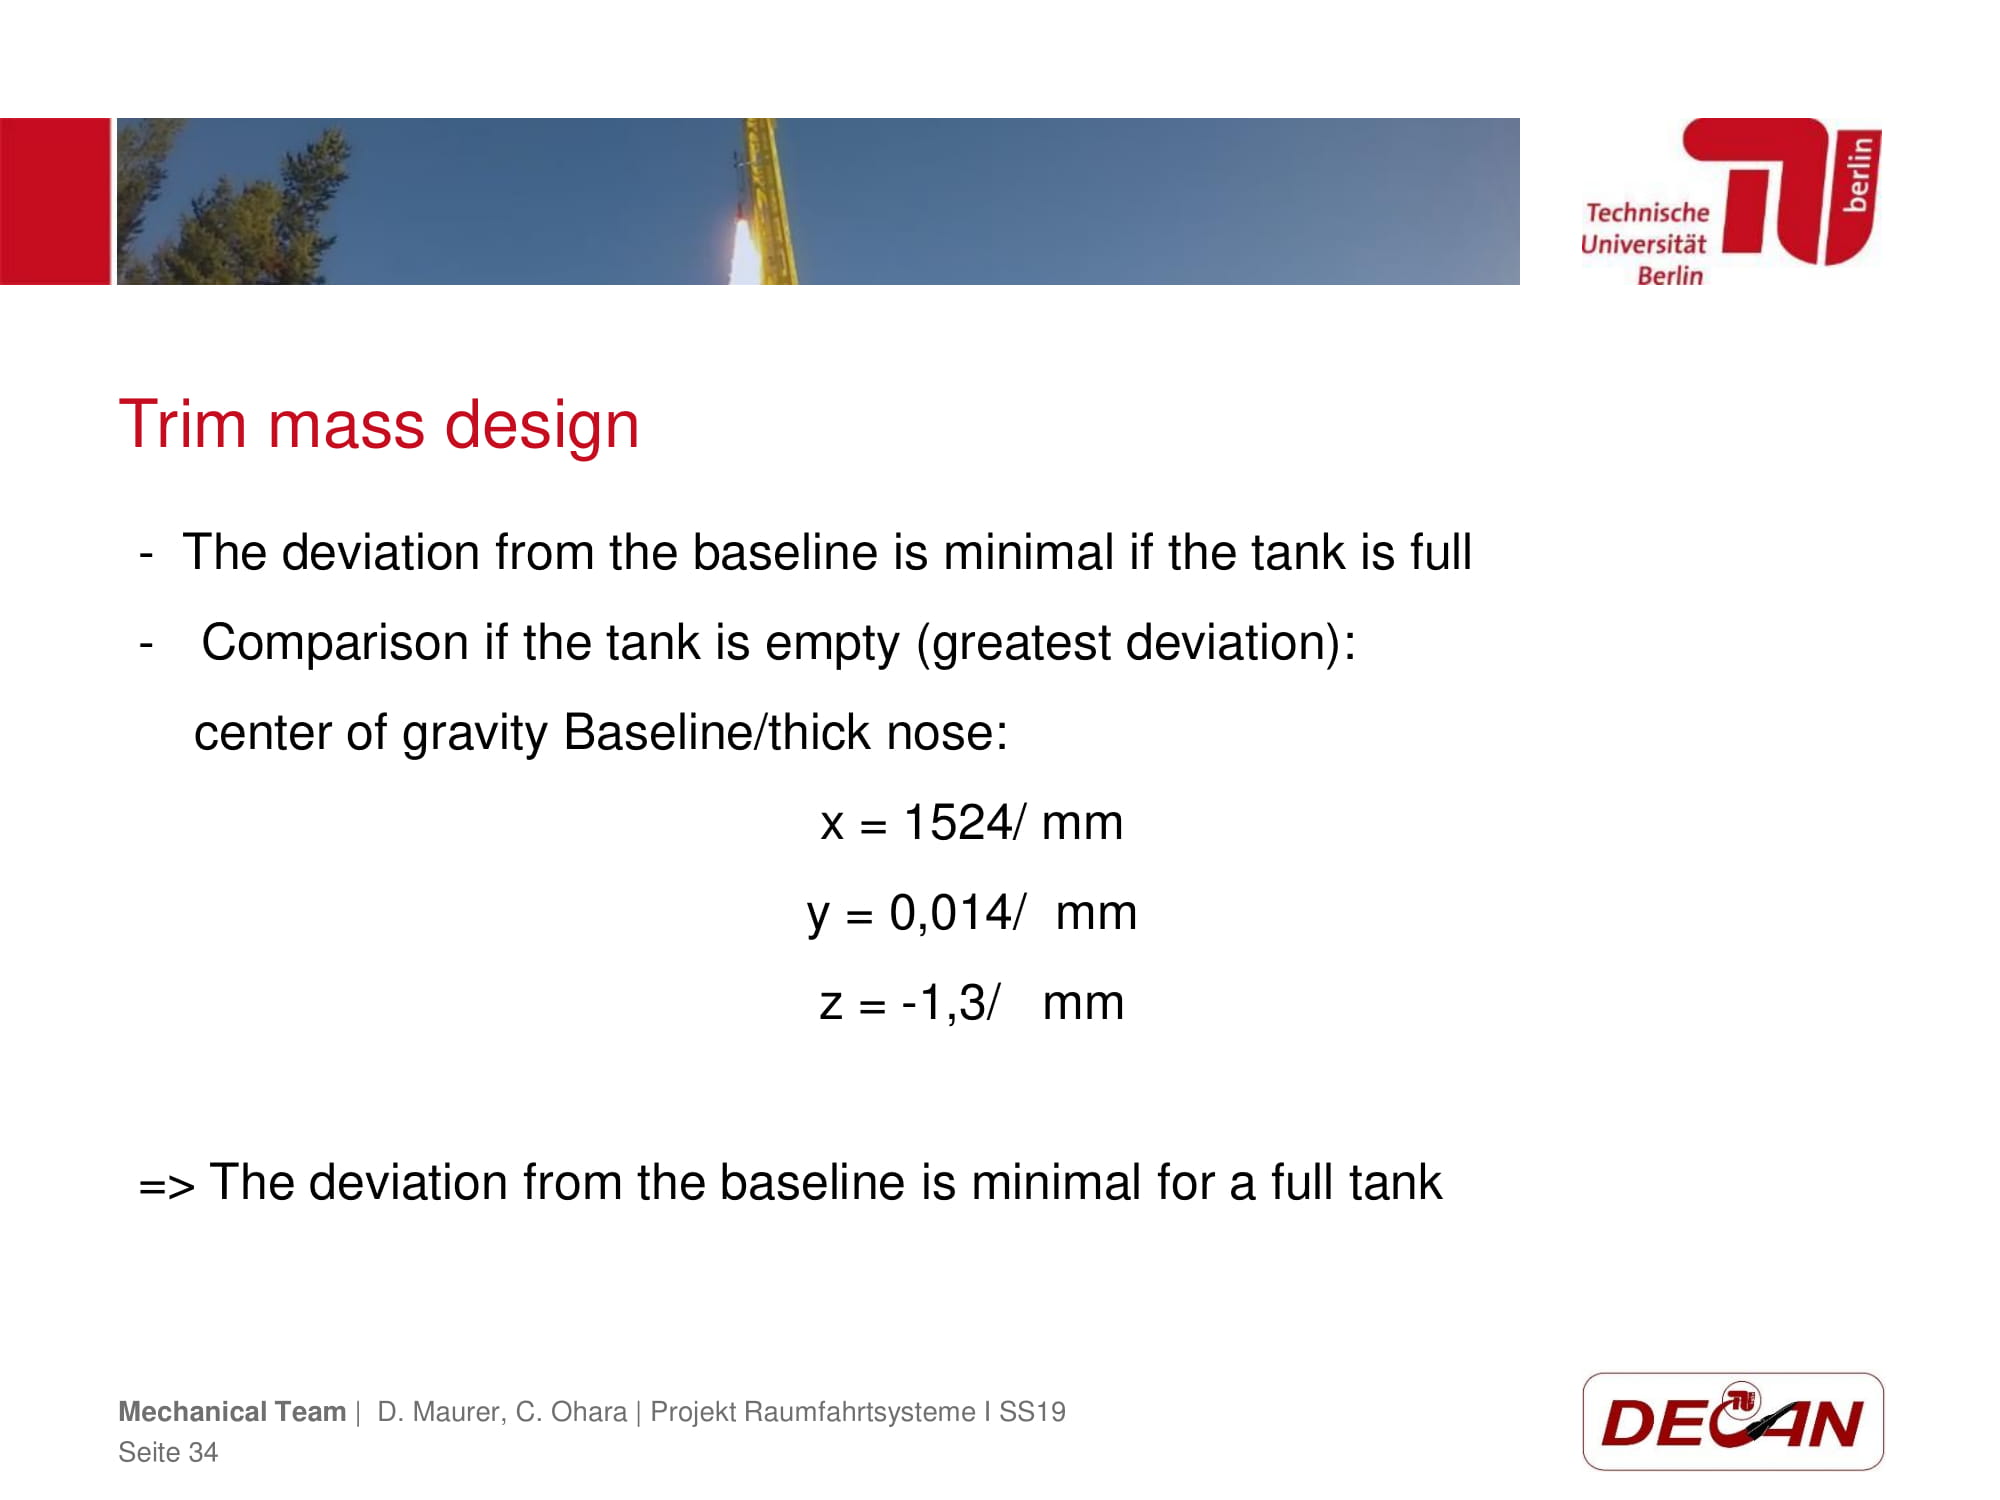 Technische
Universität
Berlin
berlin
Trim mass design
- The deviation from the baseline is minimal if the tank is full
- Comparison if the tank is empty (greatest deviation):
center of gravity Baseline/thick nose:
x = 1524/ mm
y = 0,014/ mm
z = -1,3/ mm
=> The deviation from the baseline is minimal for a full tank
Mechanical Team | D. Maurer, C. Ohara | Projekt Raumfahrtsysteme I SS19
Seite 34
DECAN